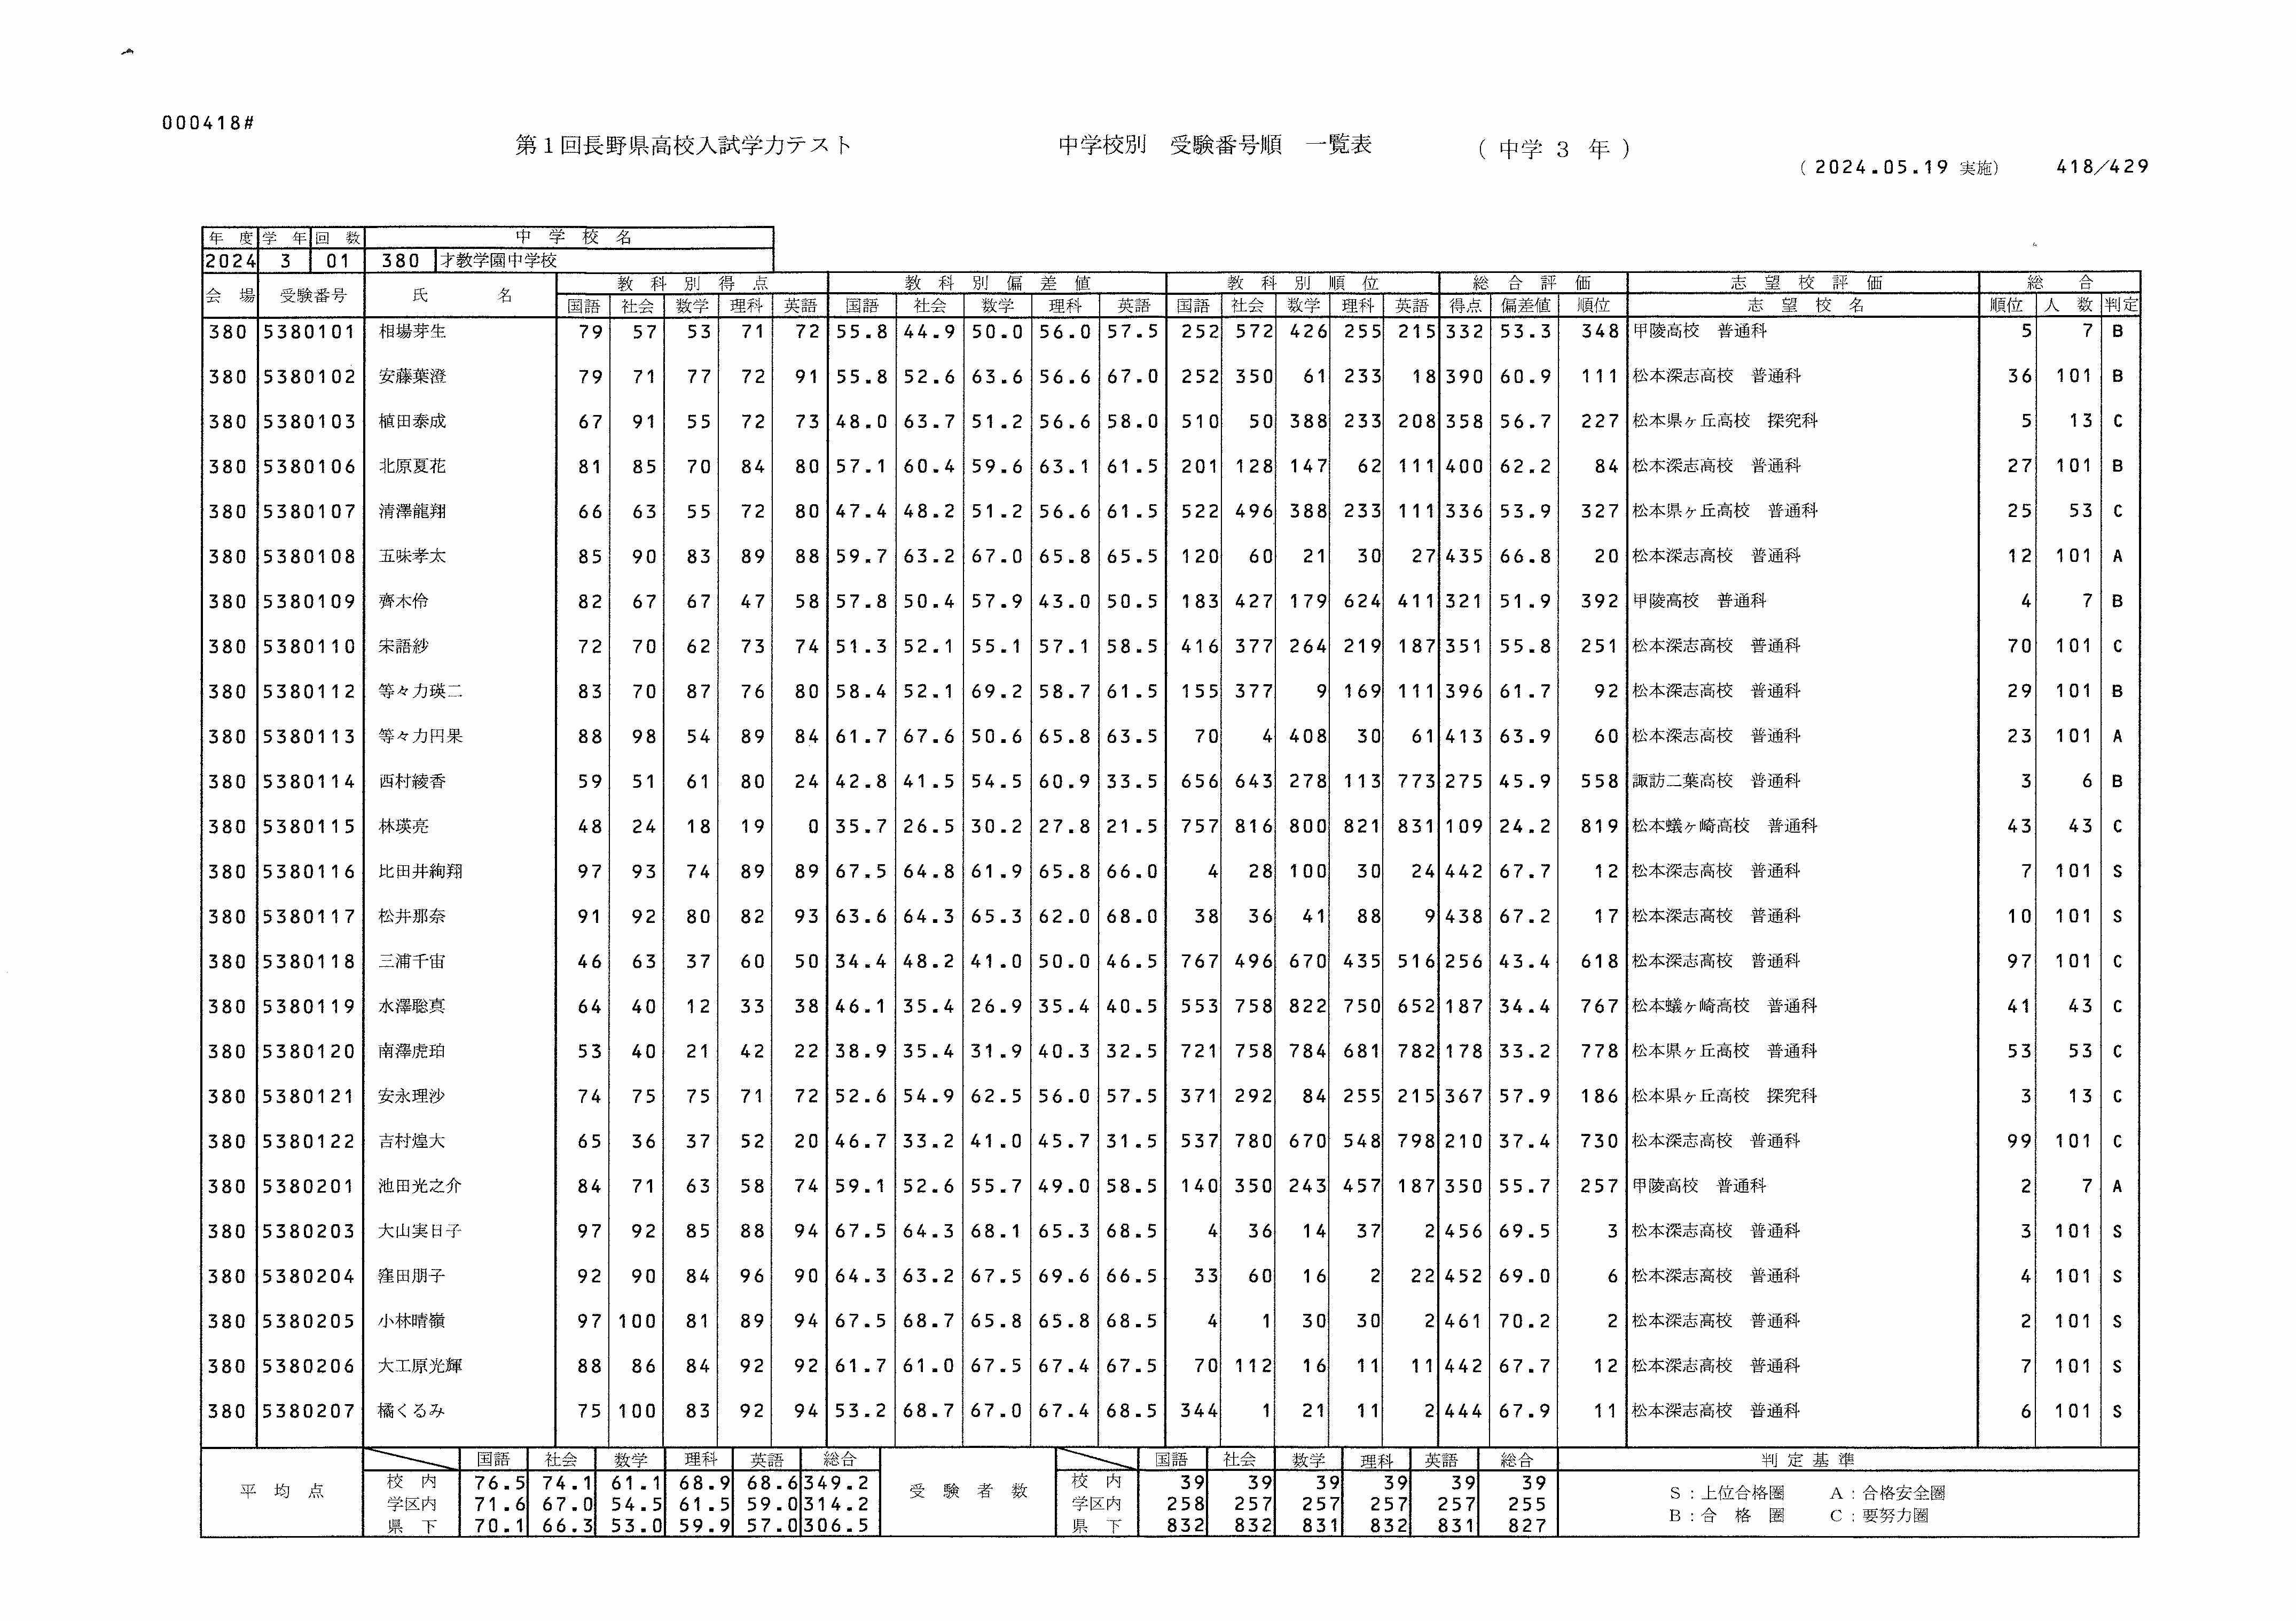 000418#
第1回長野県高校入試学力テスト 中学校別 受験番号順 一覧表 ( 中学 3 年 )
( 2024.05.19 実施) 418/429
年度 学年 回数 中学校名
2024 3 01 380 才教学園中学校
会場 受験番号 氏名 教科別得点 教科別偏差値 教科別順位 総合評価 志望校評価 総合
国語 社会 数学 理科 英語 国語 社会 数学 理科 英語 国語 社会 数学 理科 英語 得点 偏差値 順位 志望校名 順位 人数 判定
380 5380101 相場芽生 79 57 53 71 72 55.8 44.9 50.0 56.0 57.5 252 572 426 255 215 332 53.3 348 甲陵高校 普通科 5 7 B
380 5380102 安藤葉澄 79 71 77 72 91 55.8 52.6 63.6 56.6 67.0 252 350 61 233 18 390 60.9 111 松本深志高校 普通科 36 101 B
380 5380103 植田泰成 67 91 55 72 73 48.0 63.7 51.2 56.6 58.0 510 50 388 233 208 358 56.7 227 松本県ヶ丘高校 探究科 5 13 C
380 5380106 北原夏花 81 85 70 84 80 57.1 60.4 59.6 63.1 61.5 201 128 147 62 111 400 62.2 84 松本深志高校 普通科 27 101 B
380 5380107 清澤龍翔 66 63 55 72 80 47.4 48.2 51.2 56.6 61.5 522 496 388 233 111 336 53.9 327 松本県ヶ丘高校 普通科 25 53 C
380 5380108 五味孝太 85 90 83 89 88 59.7 63.2 67.0 65.8 65.5 120 60 21 30 27 435 66.8 20 松本深志高校 普通科 12 101 A
380 5380109 齊木伶 82 67 67 47 58 57.8 50.4 57.9 43.0 50.5 183 427 179 624 411 321 51.9 392 甲陵高校 普通科 4 7 B
380 5380110 宋語紗 72 70 62 73 74 51.3 52.1 55.1 57.1 58.5 416 377 264 219 187 351 55.8 251 松本深志高校 普通科 70 101 C
380 5380112 等々力瑛二 83 70 87 76 80 58.4 52.1 69.2 58.7 61.5 155 377 9 169 111 396 61.7 92 松本深志高校 普通科 29 101 B
380 5380113 等々力円果 88 98 54 89 84 61.7 67.6 50.6 65.8 63.5 70 4 408 30 61 413 63.9 60 松本深志高校 普通科 23 101 A
380 5380114 西村綾香 59 51 61 80 24 42.8 41.5 54.5 60.9 33.5 656 643 278 113 773 275 45.9 558 諏訪二葉高校 普通科 3 6 B
380 5380115 林瑛亮 48 24 18 19 0 35.7 26.5 30.2 27.8 21.5 757 816 800 821 831 109 24.2 819 松本蟻ヶ崎高校 普通科 43 43 C
380 5380116 比田井絢翔 97 93 74 89 89 67.5 64.8 61.9 65.8 66.0 4 28 100 30 24 442 67.7 12 松本深志高校 普通科 7 101 S
380 5380117 松井那奈 91 92 80 82 93 63.6 64.3 65.3 62.0 68.0 38 36 41 88 9 438 67.2 17 松本深志高校 普通科 10 101 S
380 5380118 三浦千宙 46 63 37 60 50 34.4 48.2 41.0 50.0 46.5 767 496 670 435 516 256 43.4 618 松本深志高校 普通科 97 101 C
380 5380119 水澤聡真 64 40 12 33 38 46.1 35.4 26.9 35.4 40.5 553 758 822 750 652 187 34.4 767 松本蟻ヶ崎高校 普通科 41 43 C
380 5380120 南澤虎珀 53 40 21 42 22 38.9 35.4 31.9 40.3 32.5 721 758 784 681 782 178 33.2 778 松本県ヶ丘高校 普通科 53 53 C
380 5380121 安永理沙 74 75 75 71 72 52.6 54.9 62.5 56.0 57.5 371 292 84 255 215 367 57.9 186 松本県ヶ丘高校 探究科 3 13 C
380 5380122 吉村煌大 65 36 37 52 20 46.7 33.2 41.0 45.7 31.5 537 780 670 548 798 210 37.4 730 松本深志高校 普通科 99 101 C
380 5380201 池田光之介 84 71 63 58 74 59.1 52.6 55.7 49.0 58.5 140 350 243 457 187 350 55.7 257 甲陵高校 普通科 2 7 A
380 5380203 大山実日子 97 92 85 88 94 67.5 64.3 68.1 65.3 68.5 4 36 14 37 2 456 69.5 3 松本深志高校 普通科 3 101 S
380 5380204 窪田朋子 92 90 84 96 90 64.3 63.2 67.5 69.6 66.5 33 60 16 2 22 452 69.0 6 松本深志高校 普通科 4 101 S
380 5380205 小林晴嶺 97 100 81 89 94 67.5 68.7 65.8 65.8 68.5 4 1 30 30 2 461 70.2 2 松本深志高校 普通科 2 101 S
380 5380206 大工原光輝 88 86 84 92 92 61.7 61.0 67.5 67.4 67.5 70 112 16 11 11 442 67.7 12 松本深志高校 普通科 7 101 S
380 5380207 橘くるみ 75 100 83 92 94 53.2 68.7 67.0 67.4 68.5 344 1 21 11 2 444 67.9 11 松本深志高校 普通科 6 101 S
国語 社会 数学 理科 英語 総合 国語 社会 数学 理科 英語 総合 判定基準
平均点 校内 76.5 74.1 61.1 68.9 68.6 349.2 受験者数 校内 39 39 39 39 39 39 S:上位合格圏 A:合格安全圏
学区内 71.6 67.0 54.5 61.5 59.0 314.2 学区内 258 257 257 257 257 255 B:合格圏 C:要努力圏
県下 70.1 66.3 53.0 59.9 57.0 306.5 県下 832 832 831 832 831 827